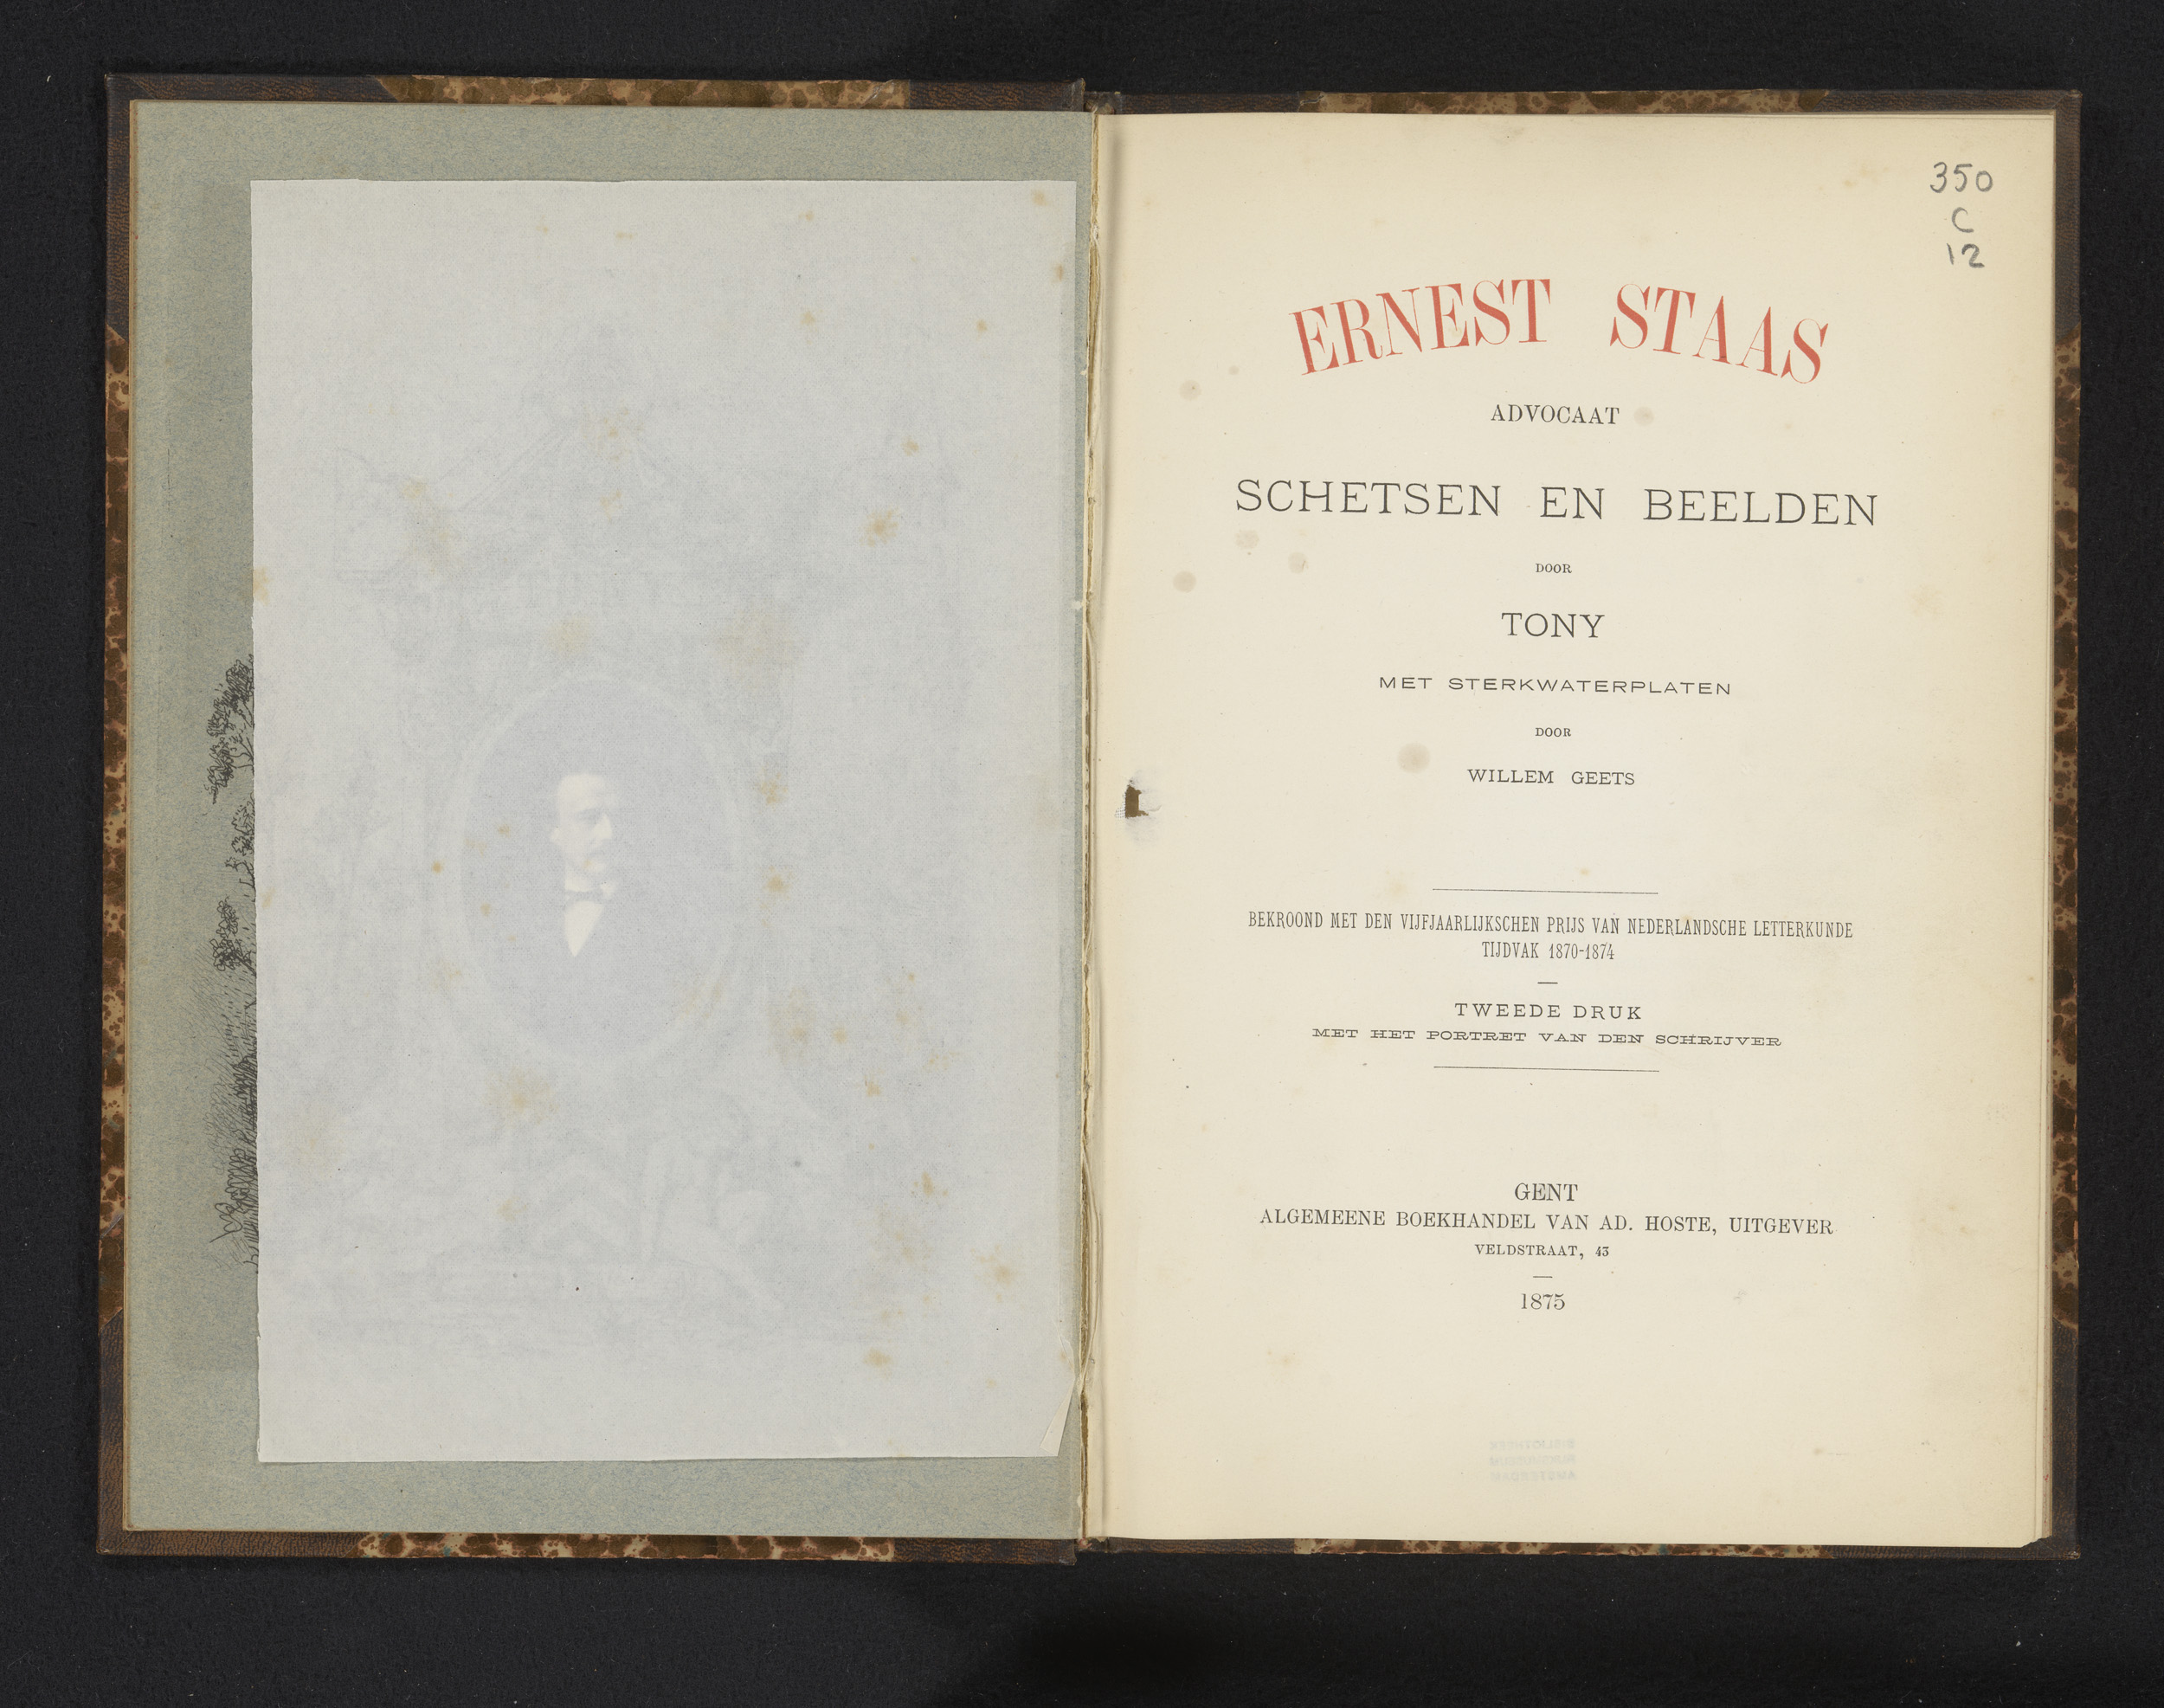 350
C
12
ERNEST STAAS
ADVOCAAT
SCHETSEN EN BEELDEN
DOOR
TONY
MET STERKWATERPLATEN
DOOR
WILLEM GEETS
BEKROOND MET DEN VIJFJAARLIJKSCHEN PRIJS VAN NEDERLANDSCHE LETTERKUNDE
TIJDVAK 1870-1874
TWEEDE DRUK
MET HET PORTRET VAN DEN SCHRIJVER
GENT
ALGEMEENE BOEKHANDEL VAN AD. HOSTE, UITGEVER
VELDSTRAAT, 43
1875